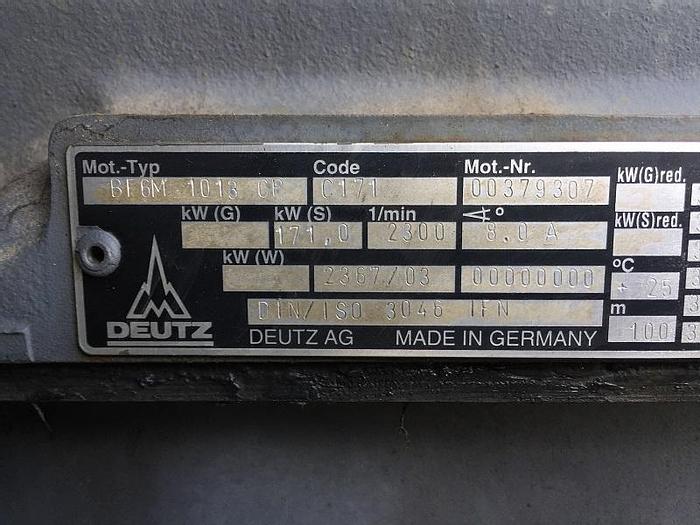 Mot.-Typ Code Mot.-Nr. kW(G)red.
BF6M 1013 CP C171 00379307
kW (G) kW (S) 1/min ∢° kW(S)red.
171,0 2300 8.0 A
kW (W) °C
2367/03 00000000 + 25
DIN/ISO 3046 IFN m
DEUTZ DEUTZ AG MADE IN GERMANY 100